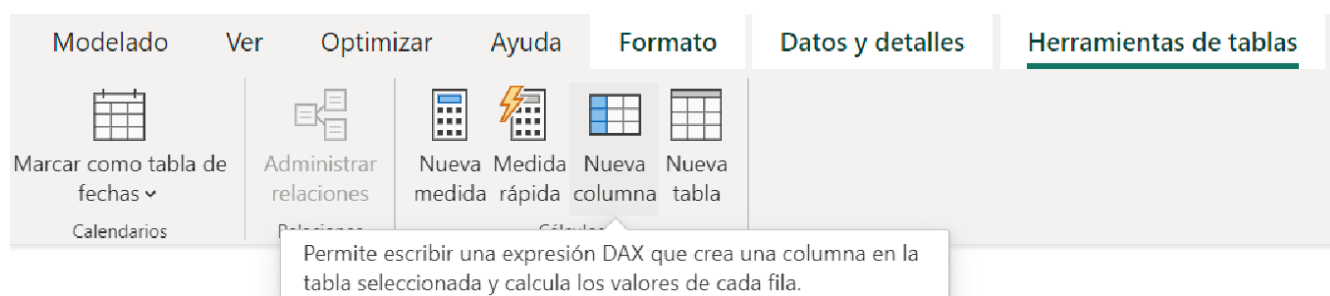 Modelado Ver Optimizar Ayuda Formato Datos y detalles Herramientas de tablas
Marcar como tabla de fechas
Administrar relaciones
Nueva medida
Medida rápida
Nueva columna
Nueva tabla
Calendarios
Permite escribir una expresión DAX que crea una columna en la
tabla seleccionada y calcula los valores de cada fila.